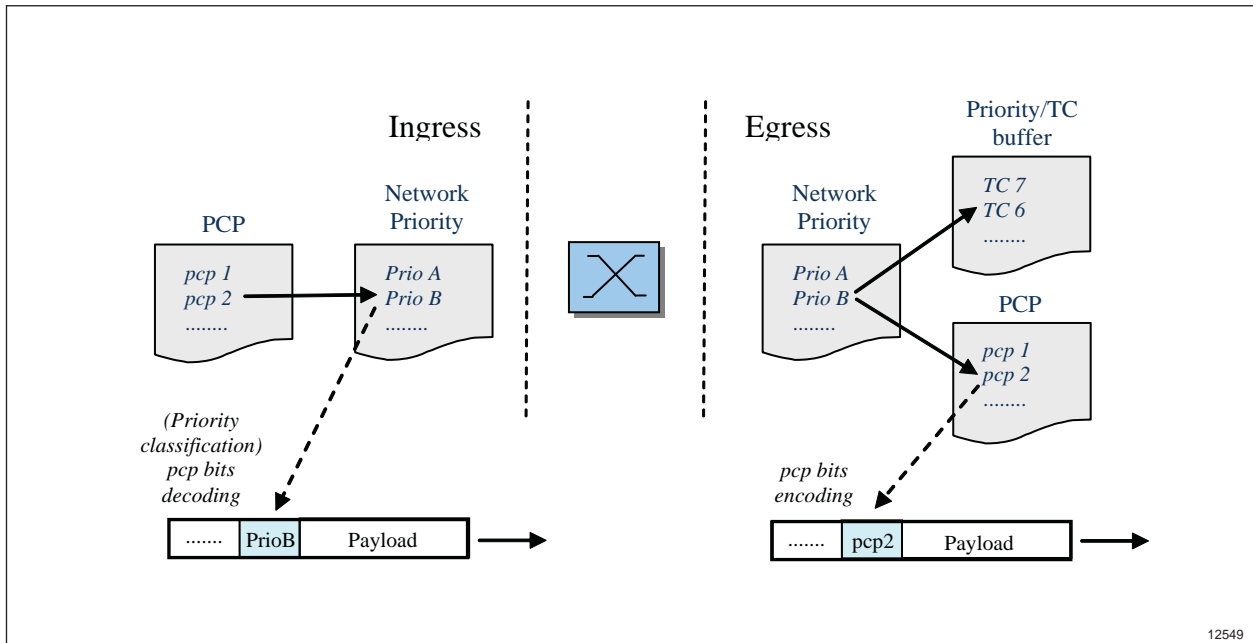 Ingress
Egress
Priority/TC
buffer
TC 7
TC 6
........
Network
Priority
PCP
pcp 1
pcp 2
........
Prio A
Prio B
........
Network
Priority
Prio A
Prio B
........
PCP
pcp 1
pcp 2
........
(Priority
classification)
pcp bits
decoding
pcp bits
encoding
.......
PrioB
Payload
.......
pcp2
Payload
12549